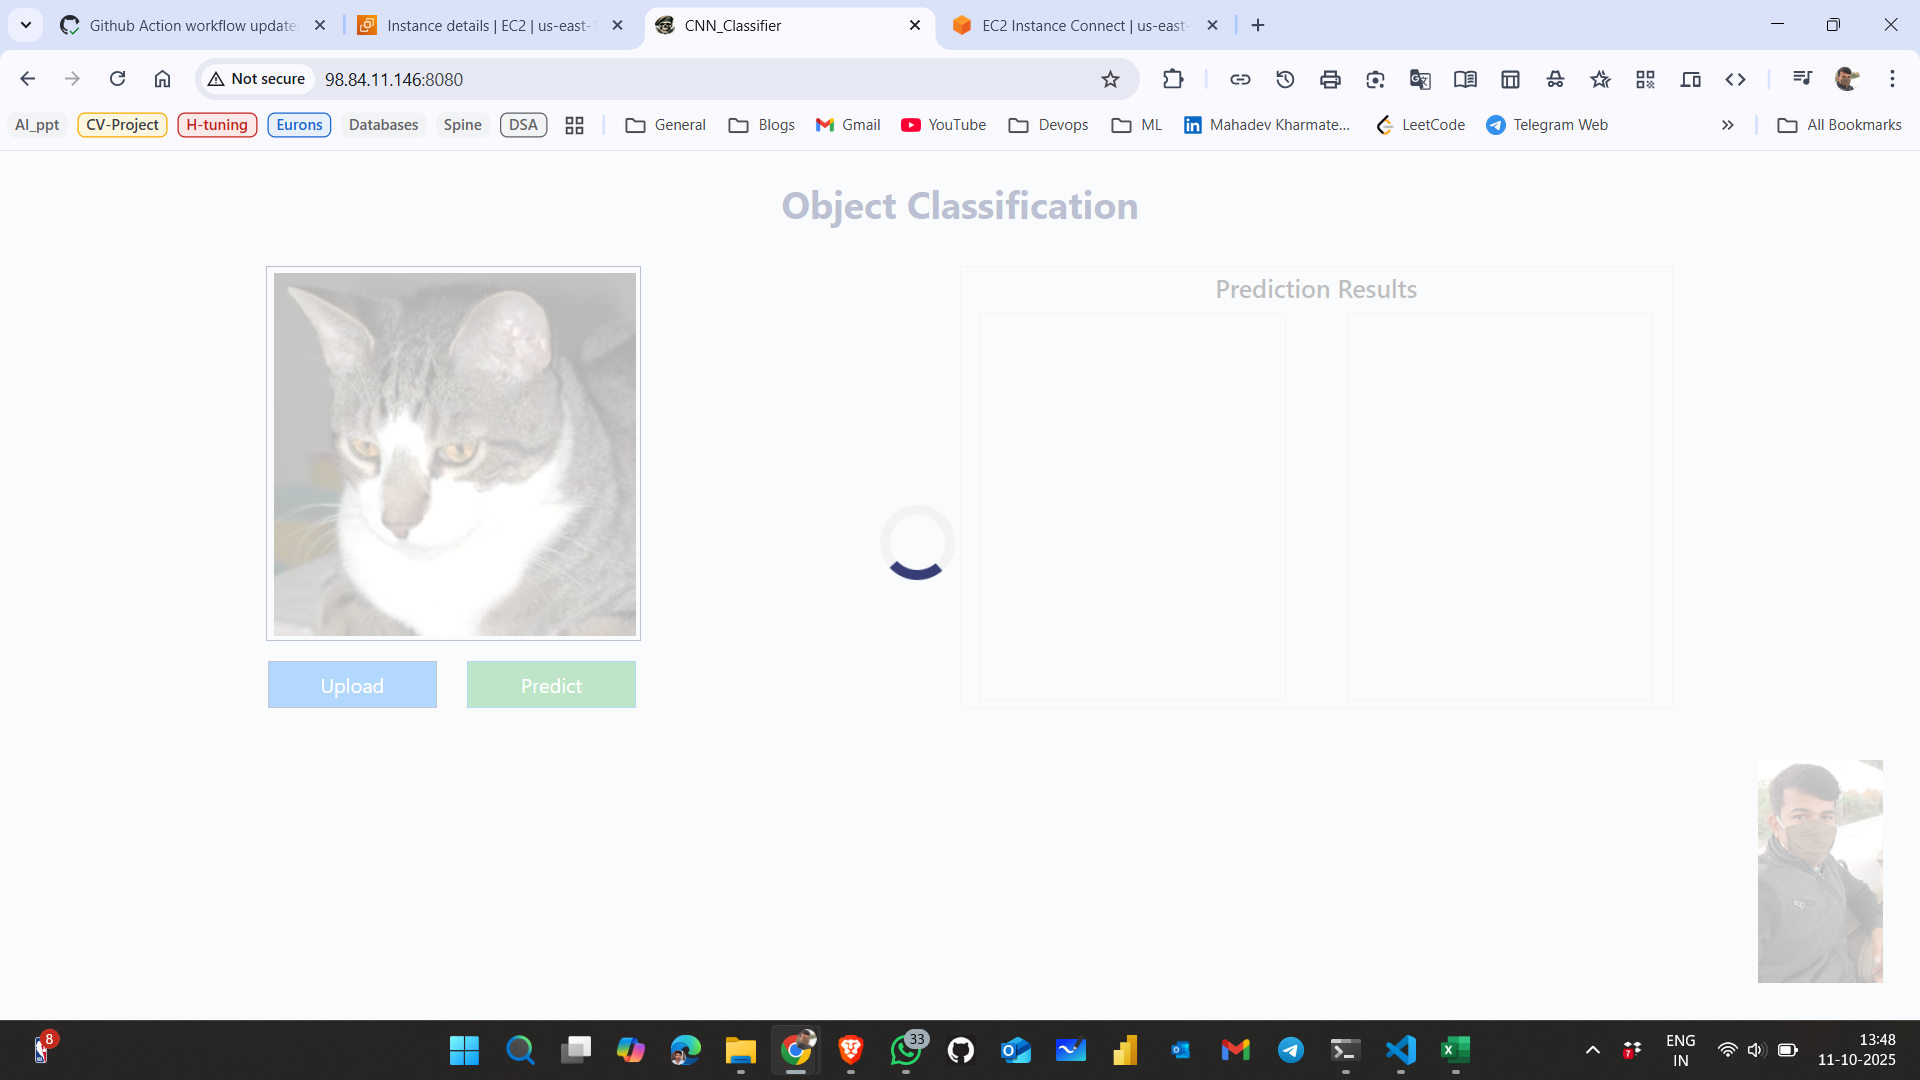 Github Action workflow update
Instance details | EC2 | us-east-1
CNN_Classifier
EC2 Instance Connect | us-east-
Not secure
98.84.11.146:8080
AI_ppt
CV-Project
H-tuning
Eurons
Databases
Spine
DSA
General
Blogs
Gmail
YouTube
Devops
ML
Mahadev Kharmate...
LeetCode
Telegram Web
All Bookmarks
Object Classification
Prediction Results
Upload
Predict
8
33
7
ENG
IN
13:48
11-10-2025